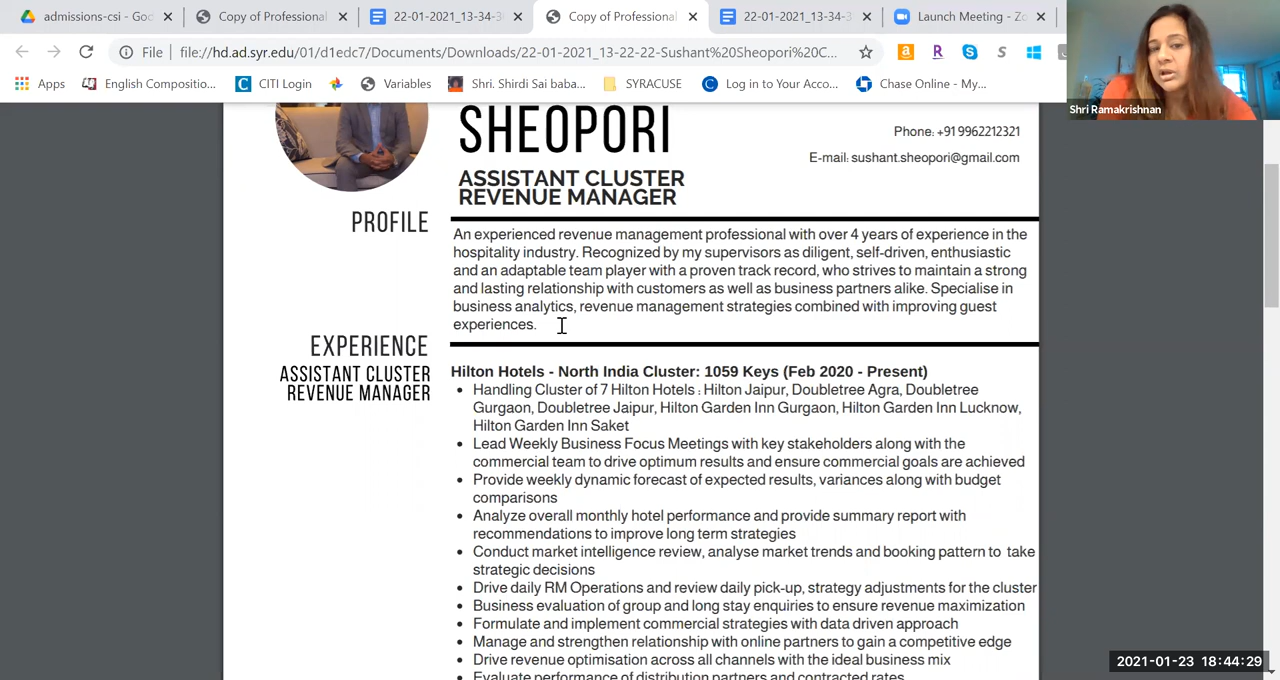 admissions-csi - Goo
Copy of Professional
22-01-2021_13-34-3
Copy of Professional
22-01-2021_13-34-3
Launch Meeting - Zo
File
file://hd.ad.syr.edu/01/d1edc7/Documents/Downloads/22-01-2021_13-22-22-Sushant%20Sheopori%20C...
Apps
English Compositio...
CITI Login
Variables
Shri. Shirdi Sai baba...
SYRACUSE
Log in to Your Acco...
Chase Online - My...
Shri Ramakrishnan
SHEOPORI
Phone: +91 9962212321
E-mail: sushant.sheopori@gmail.com
ASSISTANT CLUSTER
REVENUE MANAGER
PROFILE
An experienced revenue management professional with over 4 years of experience in the
hospitality industry. Recognized by my supervisors as diligent, self-driven, enthusiastic
and an adaptable team player with a proven track record, who strives to maintain a strong
and lasting relationship with customers as well as business partners alike. Specialise in
business analytics, revenue management strategies combined with improving guest
experiences.
EXPERIENCE
ASSISTANT CLUSTER
REVENUE MANAGER
Hilton Hotels - North India Cluster: 1059 Keys (Feb 2020 - Present)
• Handling Cluster of 7 Hilton Hotels : Hilton Jaipur, Doubletree Agra, Doubletree
Gurgaon, Doubletree Jaipur, Hilton Garden Inn Gurgaon, Hilton Garden Inn Lucknow,
Hilton Garden Inn Saket
• Lead Weekly Business Focus Meetings with key stakeholders along with the
commercial team to drive optimum results and ensure commercial goals are achieved
• Provide weekly dynamic forecast of expected results, variances along with budget
comparisons
• Analyze overall monthly hotel performance and provide summary report with
recommendations to improve long term strategies
• Conduct market intelligence review, analyse market trends and booking pattern to take
strategic decisions
• Drive daily RM Operations and review daily pick-up, strategy adjustments for the cluster
• Business evaluation of group and long stay enquiries to ensure revenue maximization
• Formulate and implement commercial strategies with data driven approach
• Manage and strengthen relationship with online partners to gain a competitive edge
• Drive revenue optimisation across all channels with the ideal business mix
• Evaluate performance of distribution partners and contracted rates
2021-01-23 18:44:29